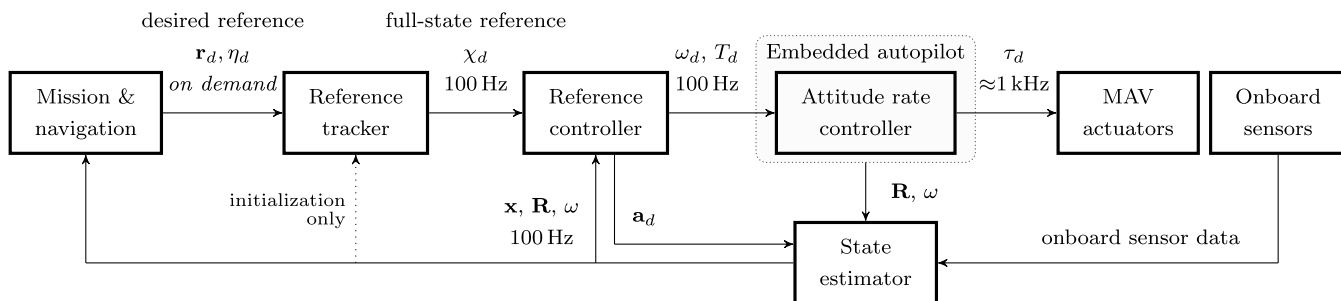 desired reference
full-state reference
𝐫_d, η_d
on demand
χ_d
100 Hz
ω_d, T_d
100 Hz
Embedded autopilot
τ_d
≈1 kHz
Mission &
navigation
Reference
tracker
Reference
controller
Attitude rate
controller
MAV
actuators
Onboard
sensors
initialization
only
𝐱, 𝐑, ω
100 Hz
𝐚_d
𝐑, ω
State
estimator
onboard sensor data